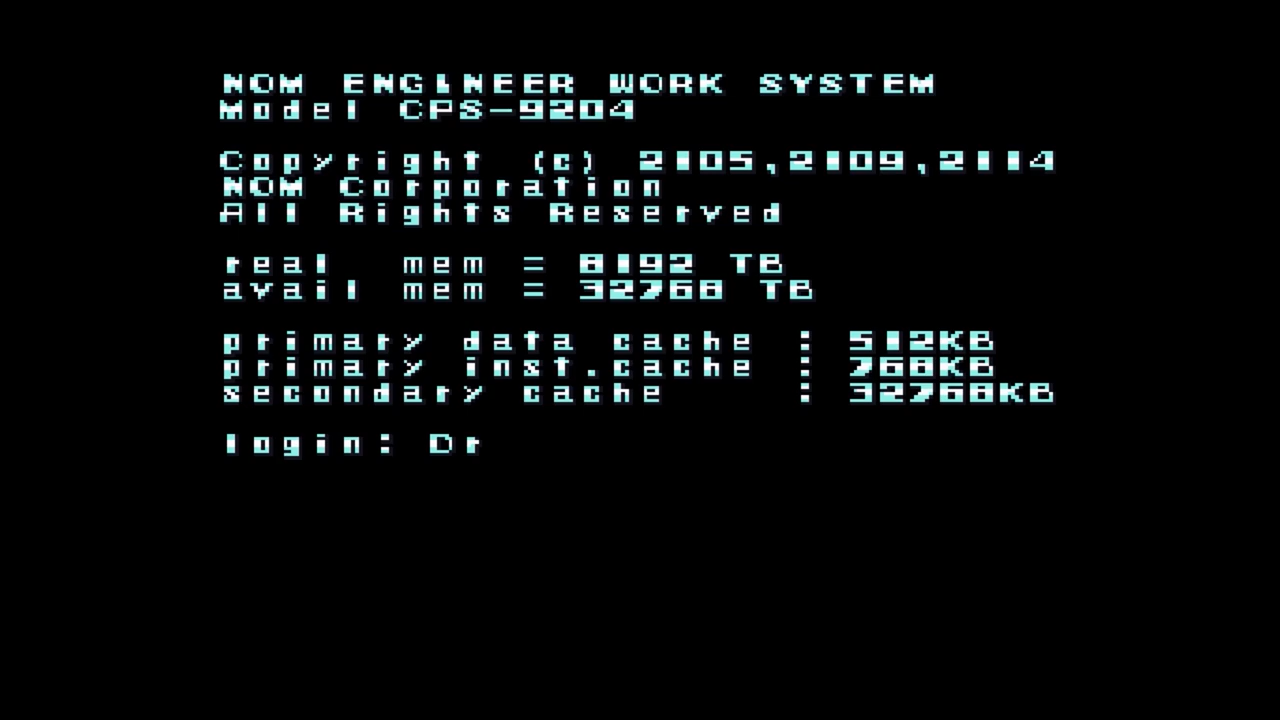 NOM ENGINEER WORK SYSTEM
Model CPS-9204
Copyright (c) 2105,2109,2114
NOM Corporation
All Rights Reserved
real mem = 8192 TB
avail mem = 32768 TB
primary data cache : 512KB
primary inst.cache : 768KB
secondary cache : 32768KB
login: Dr